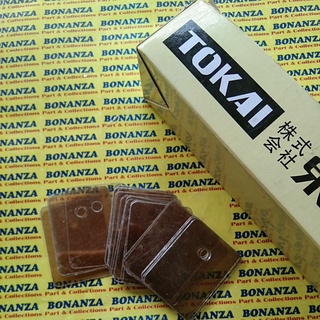 BONANZA
Part & Collections
TOKAI
株式
会社